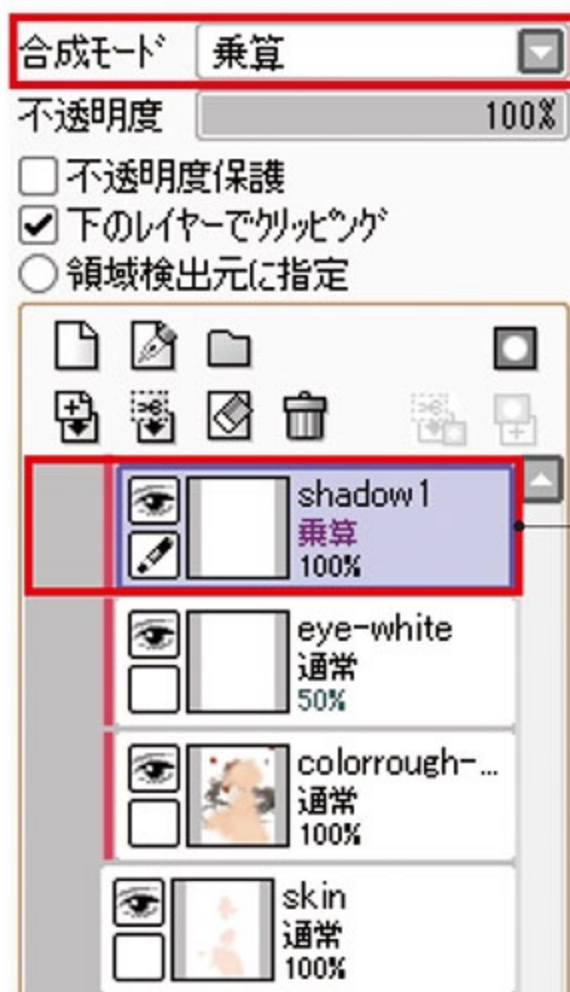 合成モード 乗算
不透明度 100%
不透明度保護
下のレイヤーでクリッピング
領域検出元に指定
shadow1
乗算
100%
eye-white
通常
50%
colorrough-...
通常
100%
skin
通常
100%